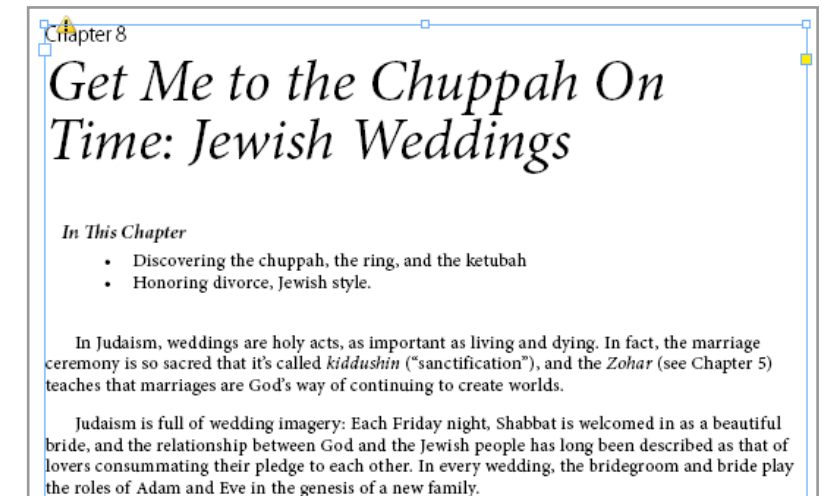 Chapter 8
Get Me to the Chuppah On
Time: Jewish Weddings
In This Chapter
• Discovering the chuppah, the ring, and the ketubah
• Honoring divorce, Jewish style.
In Judaism, weddings are holy acts, as important as living and dying. In fact, the marriage
ceremony is so sacred that it’s called kiddushin (“sanctification”), and the Zohar (see Chapter 5)
teaches that marriages are God’s way of continuing to create worlds.
Judaism is full of wedding imagery: Each Friday night, Shabbat is welcomed in as a beautiful
bride, and the relationship between God and the Jewish people has long been described as that of
lovers consummating their pledge to each other. In every wedding, the bridegroom and bride play
the roles of Adam and Eve in the genesis of a new family.